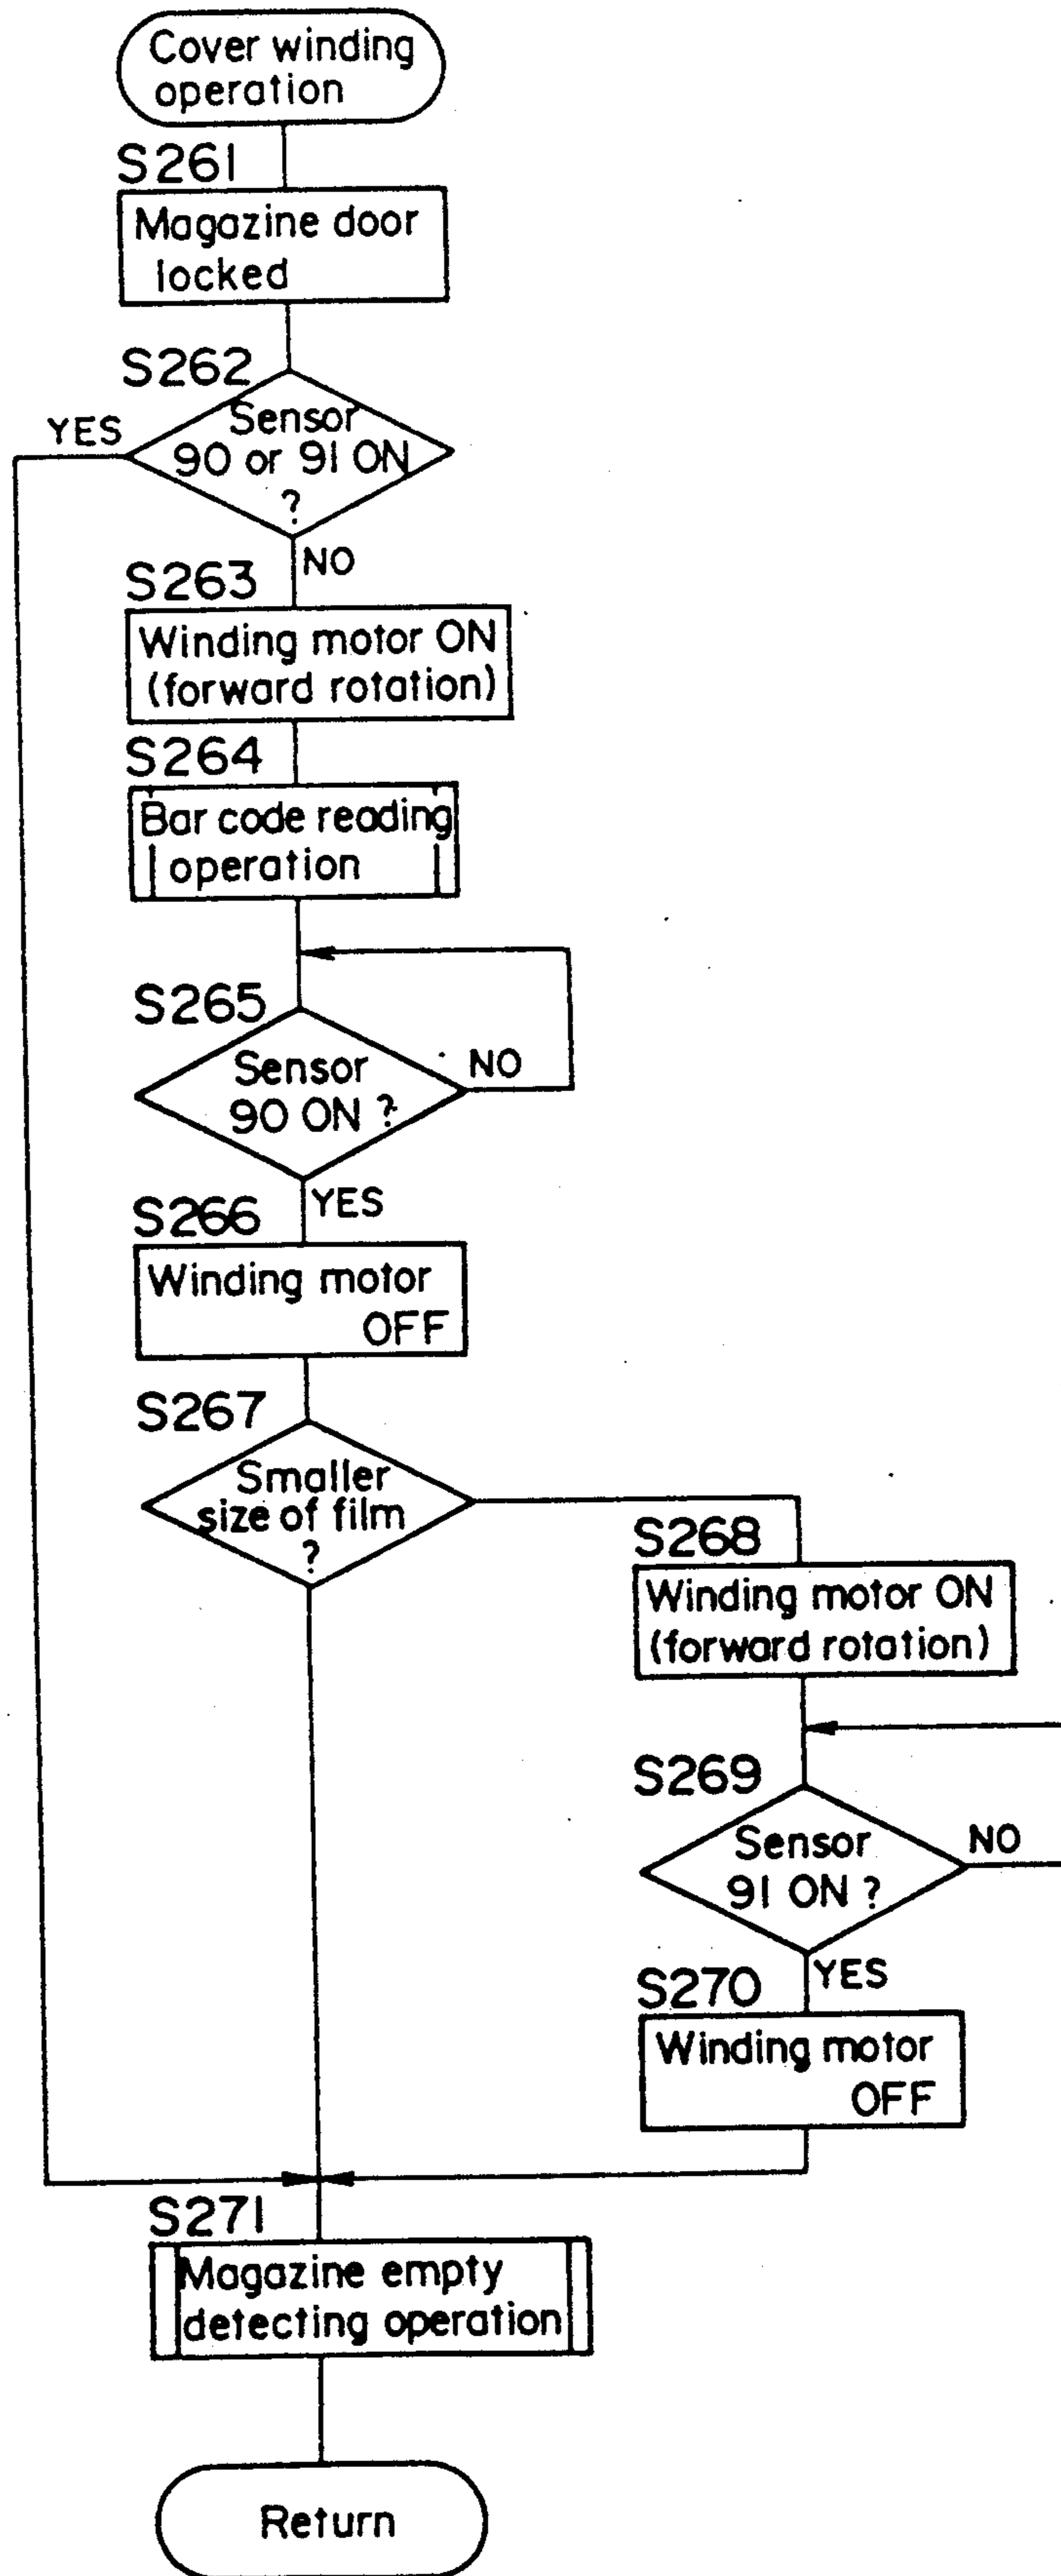 Cover winding
operation
S261
Magazine door
locked
S262
YES
Sensor
90 or 91 ON
?
NO
S263
Winding motor ON
(forward rotation)
S264
Bar code reading
operation
S265
Sensor
90 ON ?
NO
YES
S266
Winding motor
OFF
S267
Smaller
size of film
?
S268
Winding motor ON
(forward rotation)
S269
Sensor
91 ON ?
NO
YES
S270
Winding motor
OFF
S271
Magazine empty
detecting operation
Return